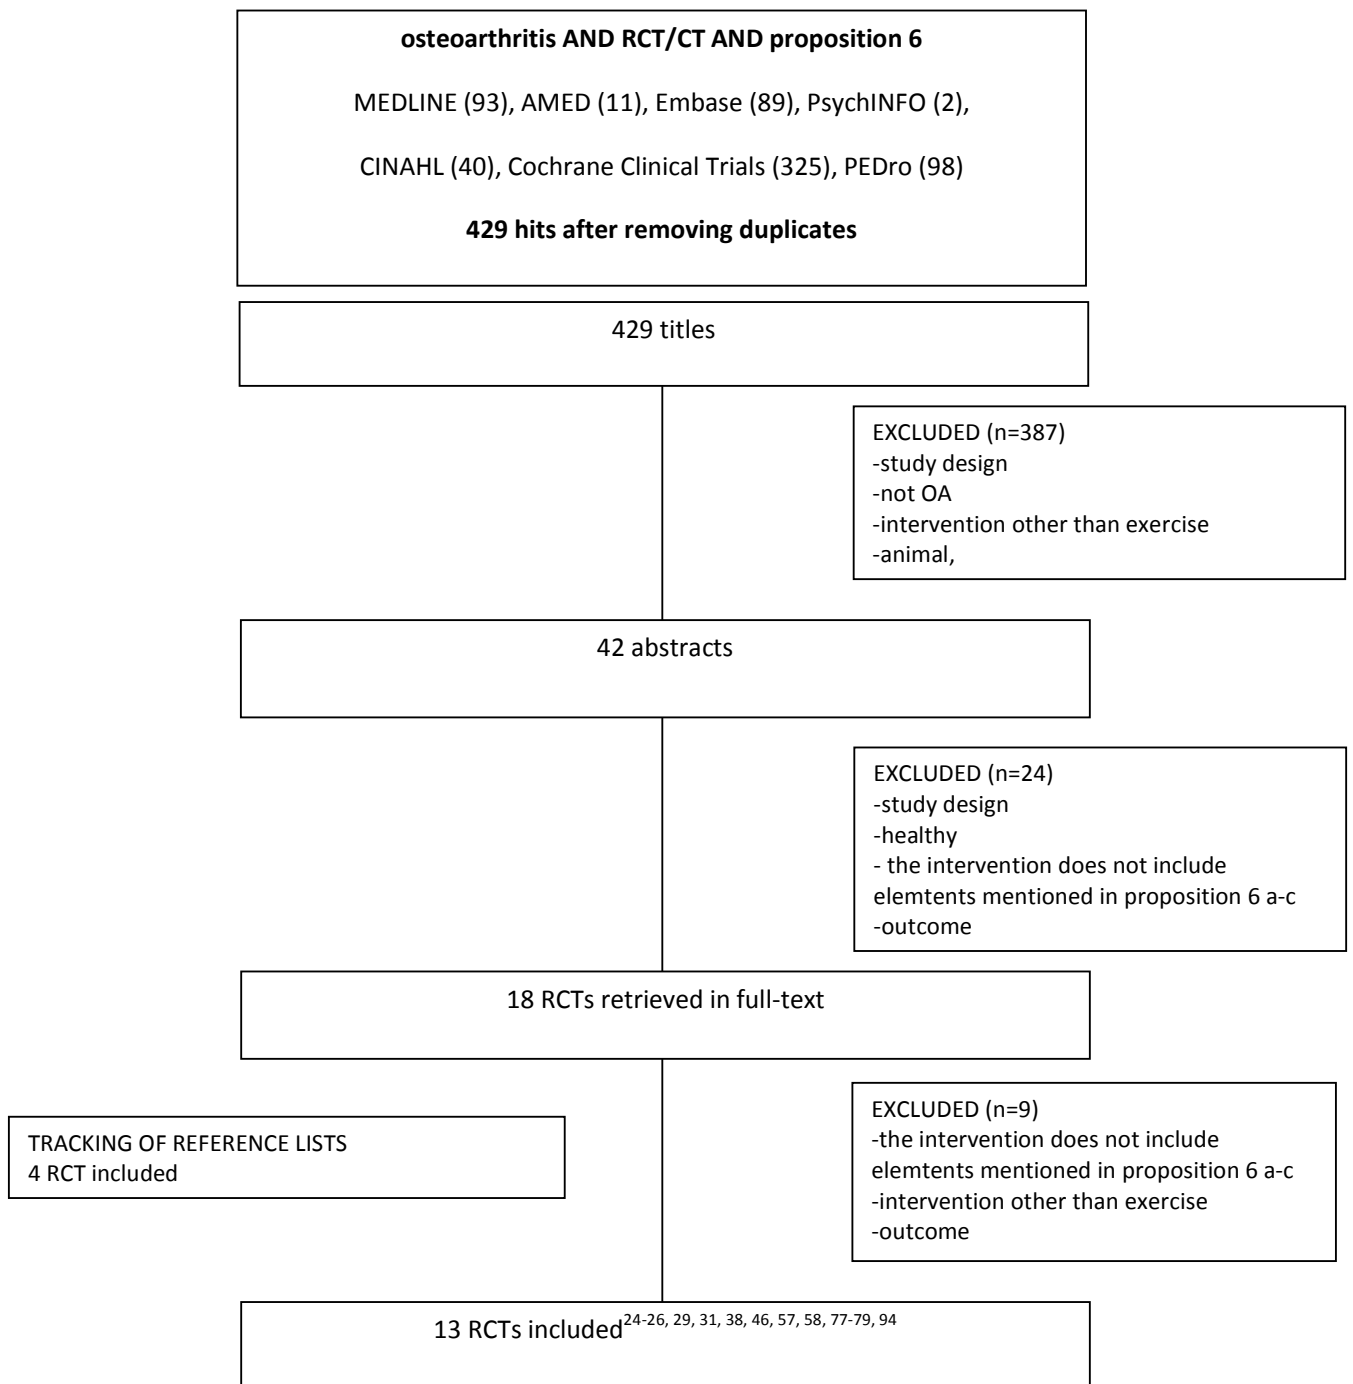 osteoarthritis AND RCT/CT AND proposition 6
MEDLINE (93), AMED (11), Embase (89), PsychINFO (2),
CINAHL (40), Cochrane Clinical Trials (325), PEDro (98)
429 hits after removing duplicates
429 titles
EXCLUDED (n=387)
-study design
-not OA
-intervention other than exercise
-animal,
42 abstracts
EXCLUDED (n=24)
-study design
-healthy
- the intervention does not include
elemtents mentioned in proposition 6 a-c
-outcome
18 RCTs retrieved in full-text
TRACKING OF REFERENCE LISTS
4 RCT included
EXCLUDED (n=9)
-the intervention does not include
elemtents mentioned in proposition 6 a-c
-intervention other than exercise
-outcome
13 RCTs included24-26, 29, 31, 38, 46, 57, 58, 77-79, 94